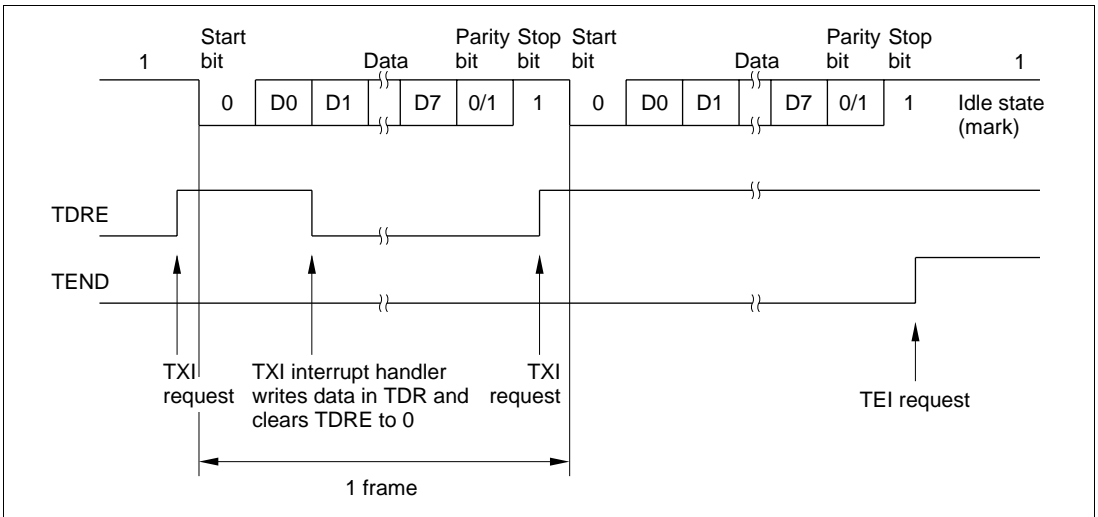 Start Parity Stop Start Parity Stop
1 bit Data bit bit bit Data bit bit 1
0 D0 D1 D7 0/1 1 0 D0 D1 D7 0/1 1 Idle state
(mark)
TDRE
TEND
TXI TXI interrupt handler TXI
request writes data in TDR and request TEI request
clears TDRE to 0
1 frame